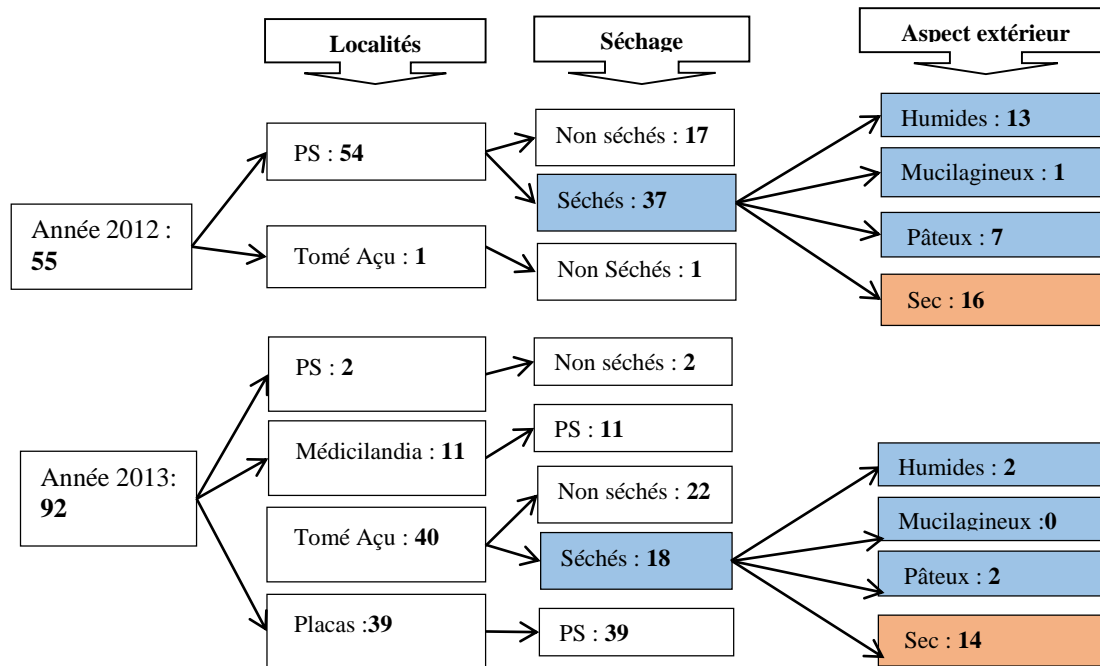 Localités
Séchage
Aspect extérieur
Année 2012 :
55
PS : 54
Tomé Açu : 1
Non séchés : 17
Séchés : 37
Non Séchés : 1
Humides : 13
Mucilagineux : 1
Pâteux : 7
Sec : 16
Année 2013:
92
PS : 2
Médicilandia : 11
Tomé Açu : 40
Placas :39
Non séchés : 2
PS : 11
Non séchés : 22
Séchés : 18
PS : 39
Humides : 2
Mucilagineux :0
Pâteux : 2
Sec : 14